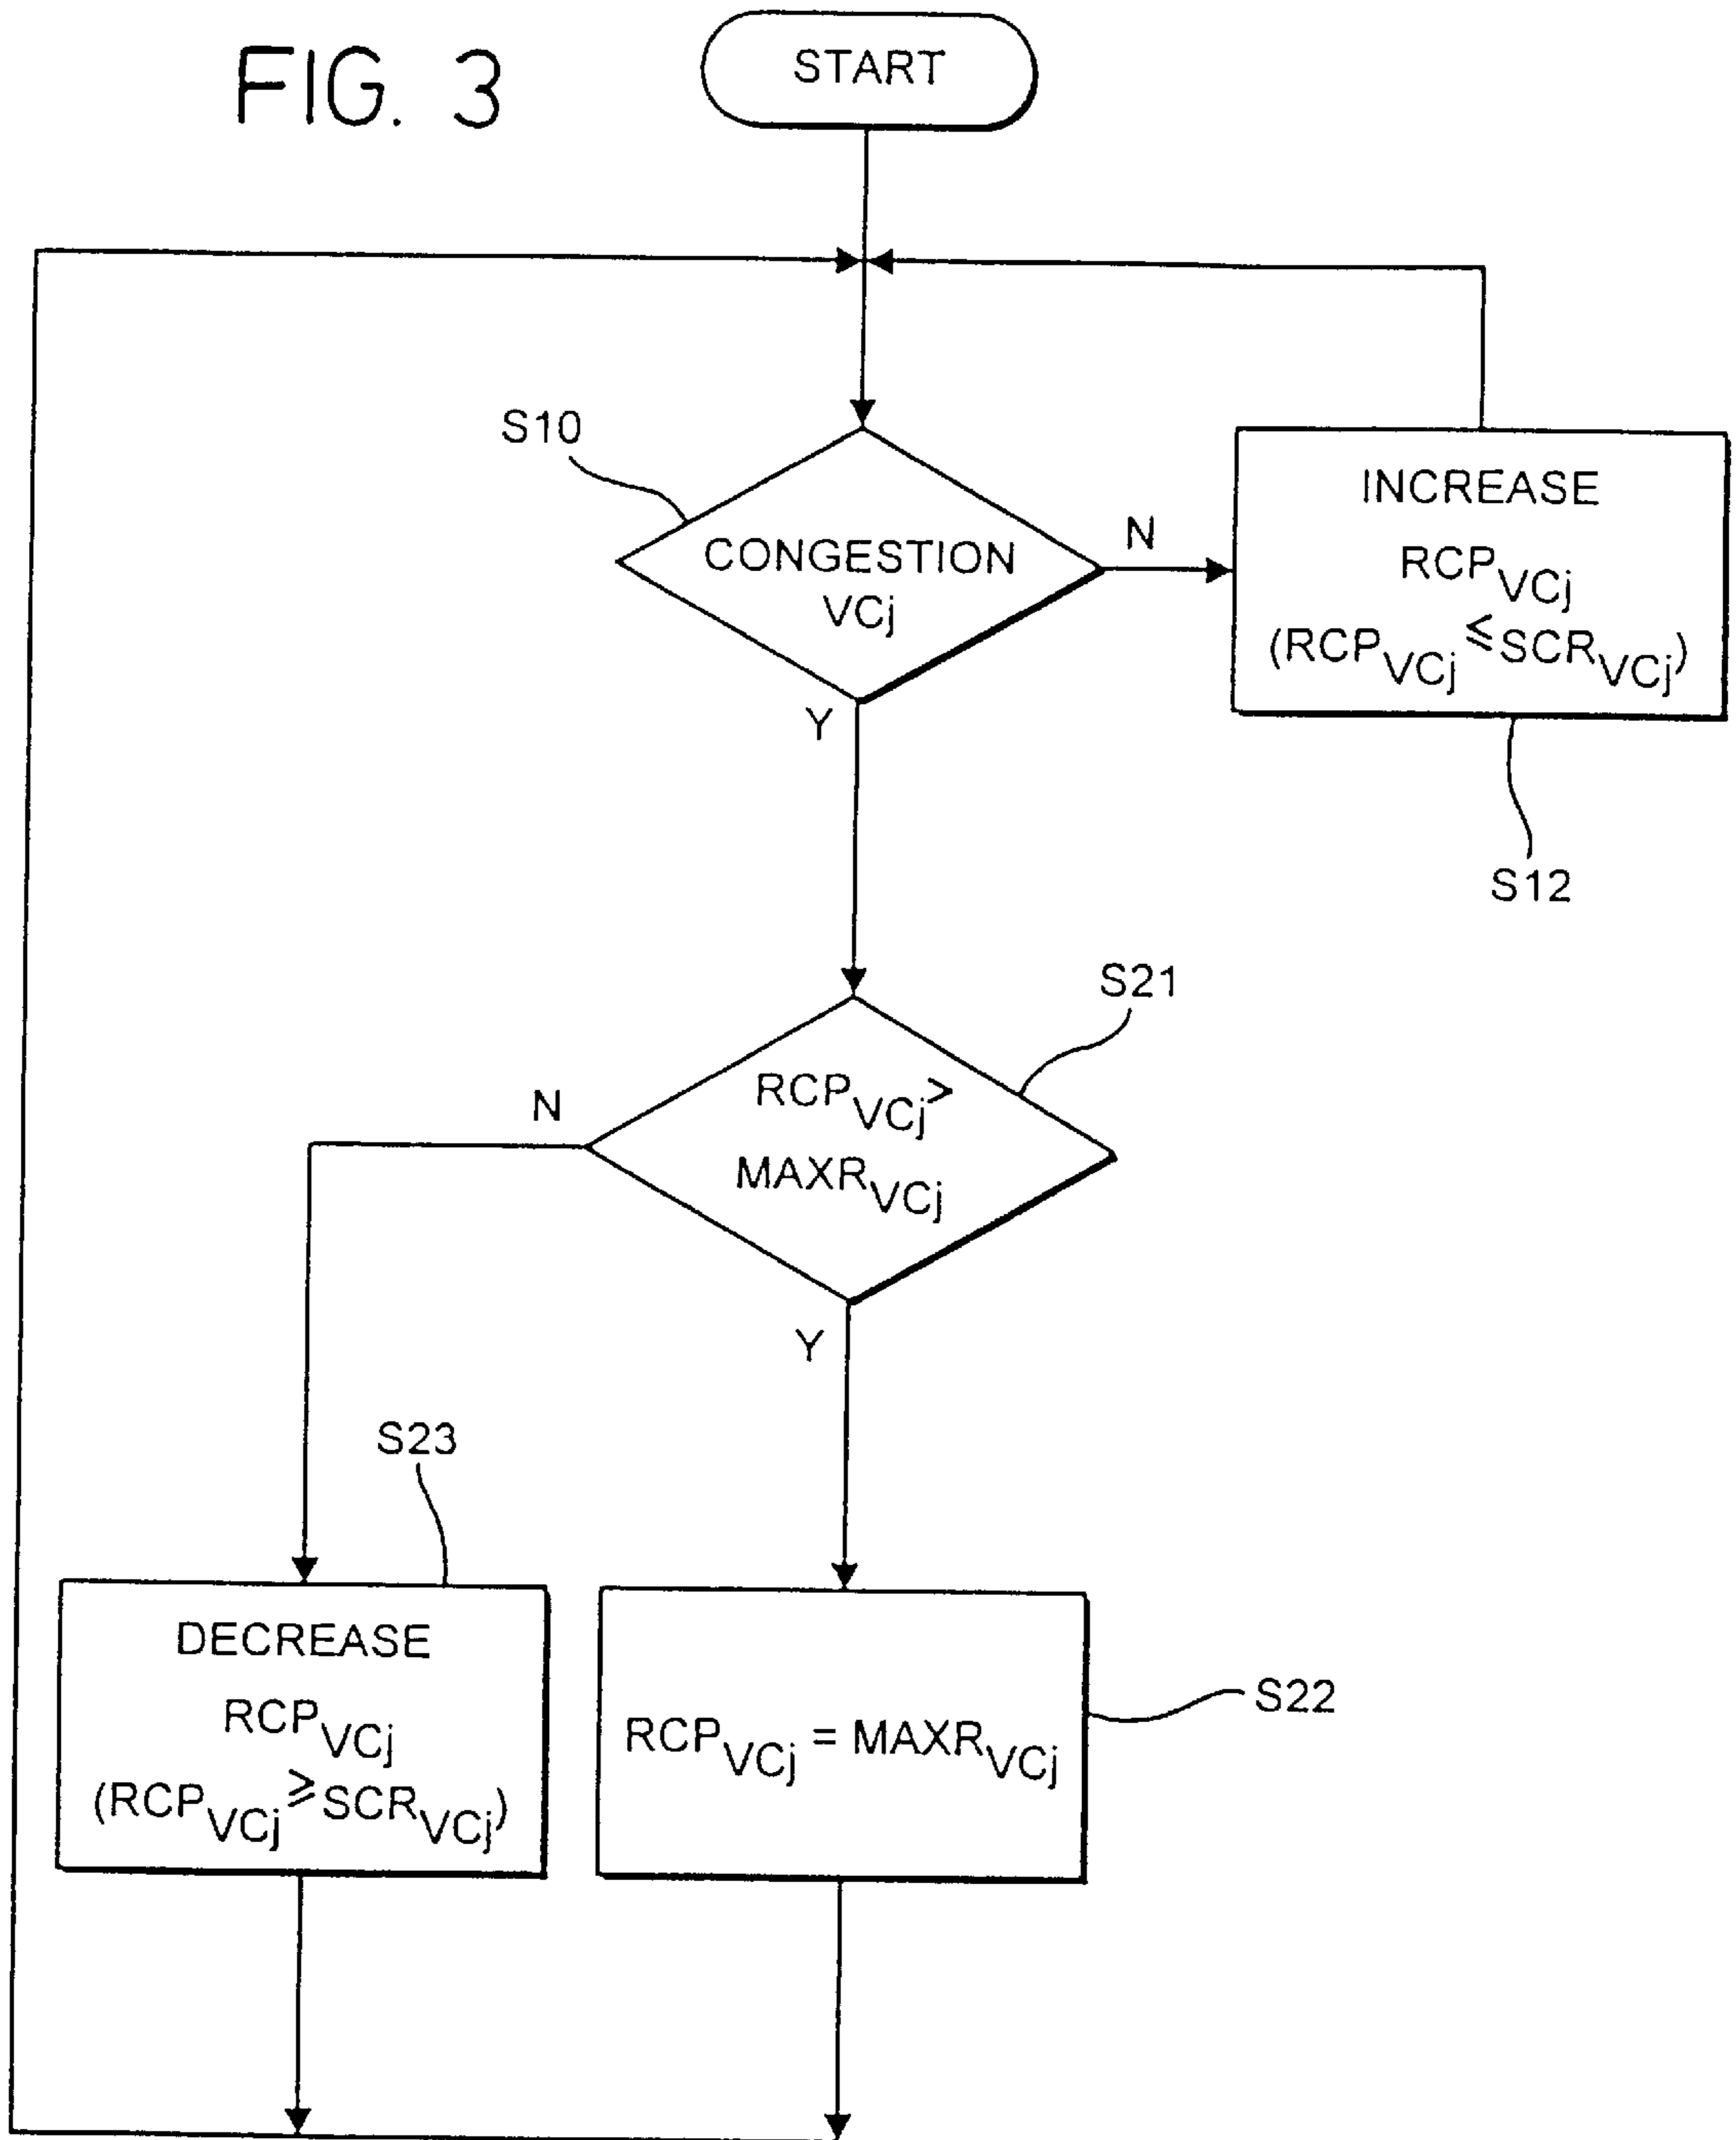 FIG. 3
START
S10
CONGESTION
VCj
N
INCREASE
RCPVCj
(RCPVCj ≤ SCRVCj)
Y
S12
S21
N
RCPVCj >
MAXRVCj
Y
S23
DECREASE
RCPVCj
(RCPVCj ≥ SCRVCj)
RCPVCj = MAXRVCj
S22